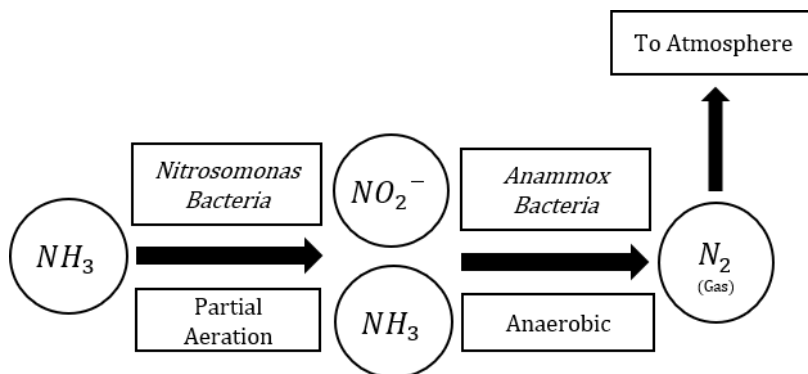 To Atmosphere
Nitrosomonas
Bacteria
NO₂⁻
Anammox
Bacteria
NH₃
N₂
(Gas)
Partial
Aeration
NH₃
Anaerobic